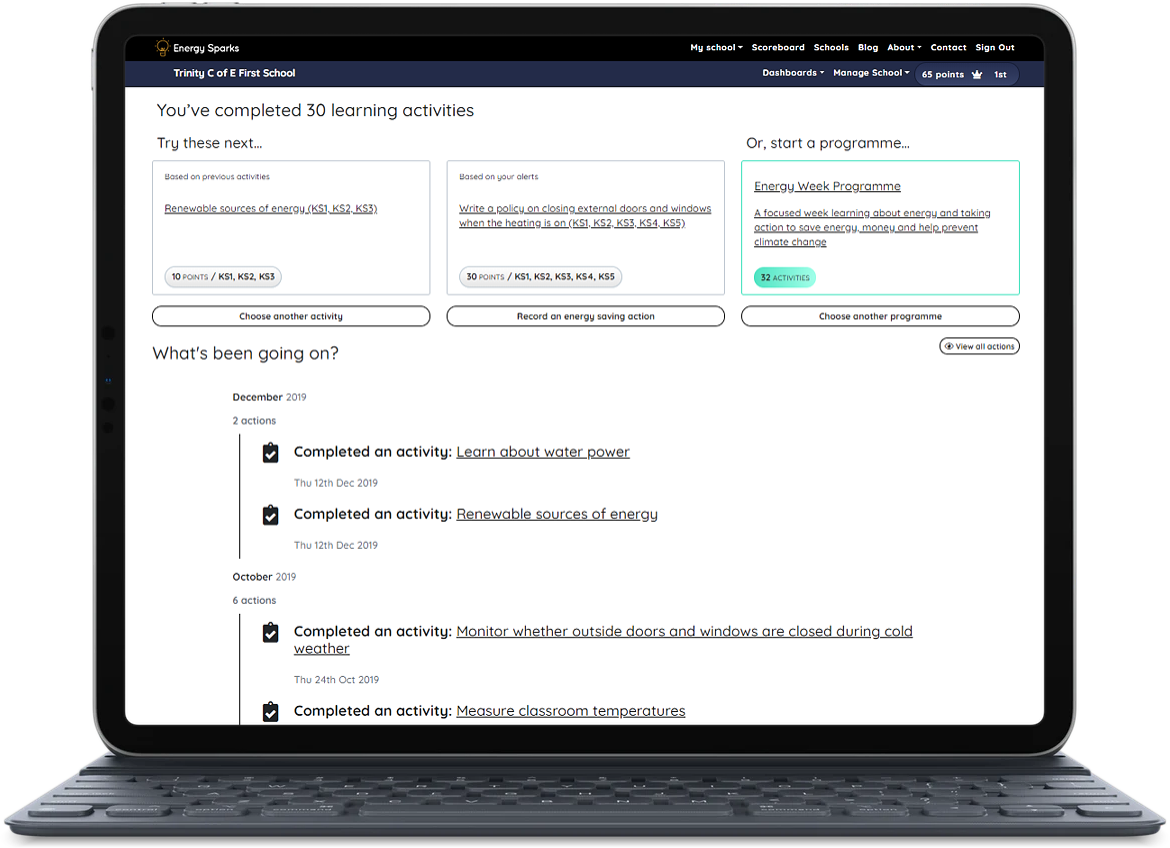 Energy Sparks
My school Scoreboard Schools Blog About Contact Sign Out
Trinity C of E First School
Dashboards Manage School 65 points 1st
You've completed 30 learning activities
Try these next...
Or, start a programme...
Based on previous activities
Renewable sources of energy (KS1, KS2, KS3)
10 POINTS / KS1, KS2, KS3
Based on your alerts
Write a policy on closing external doors and windows
when the heating is on (KS1, KS2, KS3, KS4, KS5)
30 POINTS / KS1, KS2, KS3, KS4, KS5
Energy Week Programme
A focused week learning about energy and taking
action to save energy, money and help prevent
climate change
32 ACTIVITIES
Choose another activity
Record an energy saving action
Choose another programme
What's been going on?
View all actions
December 2019
2 actions
Completed an activity: Learn about water power
Thu 12th Dec 2019
Completed an activity: Renewable sources of energy
Thu 12th Dec 2019
October 2019
6 actions
Completed an activity: Monitor whether outside doors and windows are closed during cold
weather
Thu 24th Oct 2019
Completed an activity: Measure classroom temperatures